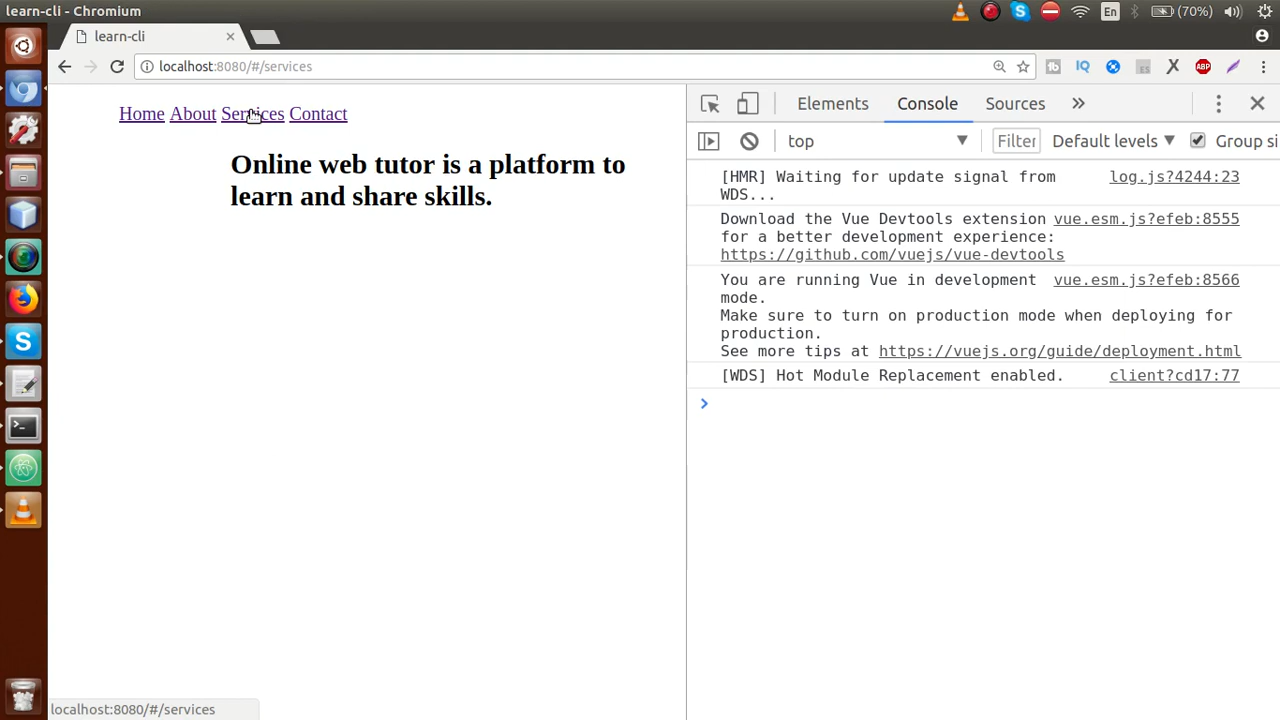 learn-cli - Chromium
En
(70%)
learn-cli
localhost:8080/#/services
fb
IQ
ABP
Home About Services Contact
Online web tutor is a platform to
learn and share skills.
Elements Console Sources
top Filter Default levels Group si
[HMR] Waiting for update signal from log.js?4244:23
WDS...
Download the Vue Devtools extension vue.esm.js?efeb:8555
for a better development experience:
https://github.com/vuejs/vue-devtools
You are running Vue in development vue.esm.js?efeb:8566
mode.
Make sure to turn on production mode when deploying for
production.
See more tips at https://vuejs.org/guide/deployment.html
[WDS] Hot Module Replacement enabled. client?cd17:77
localhost:8080/#/services